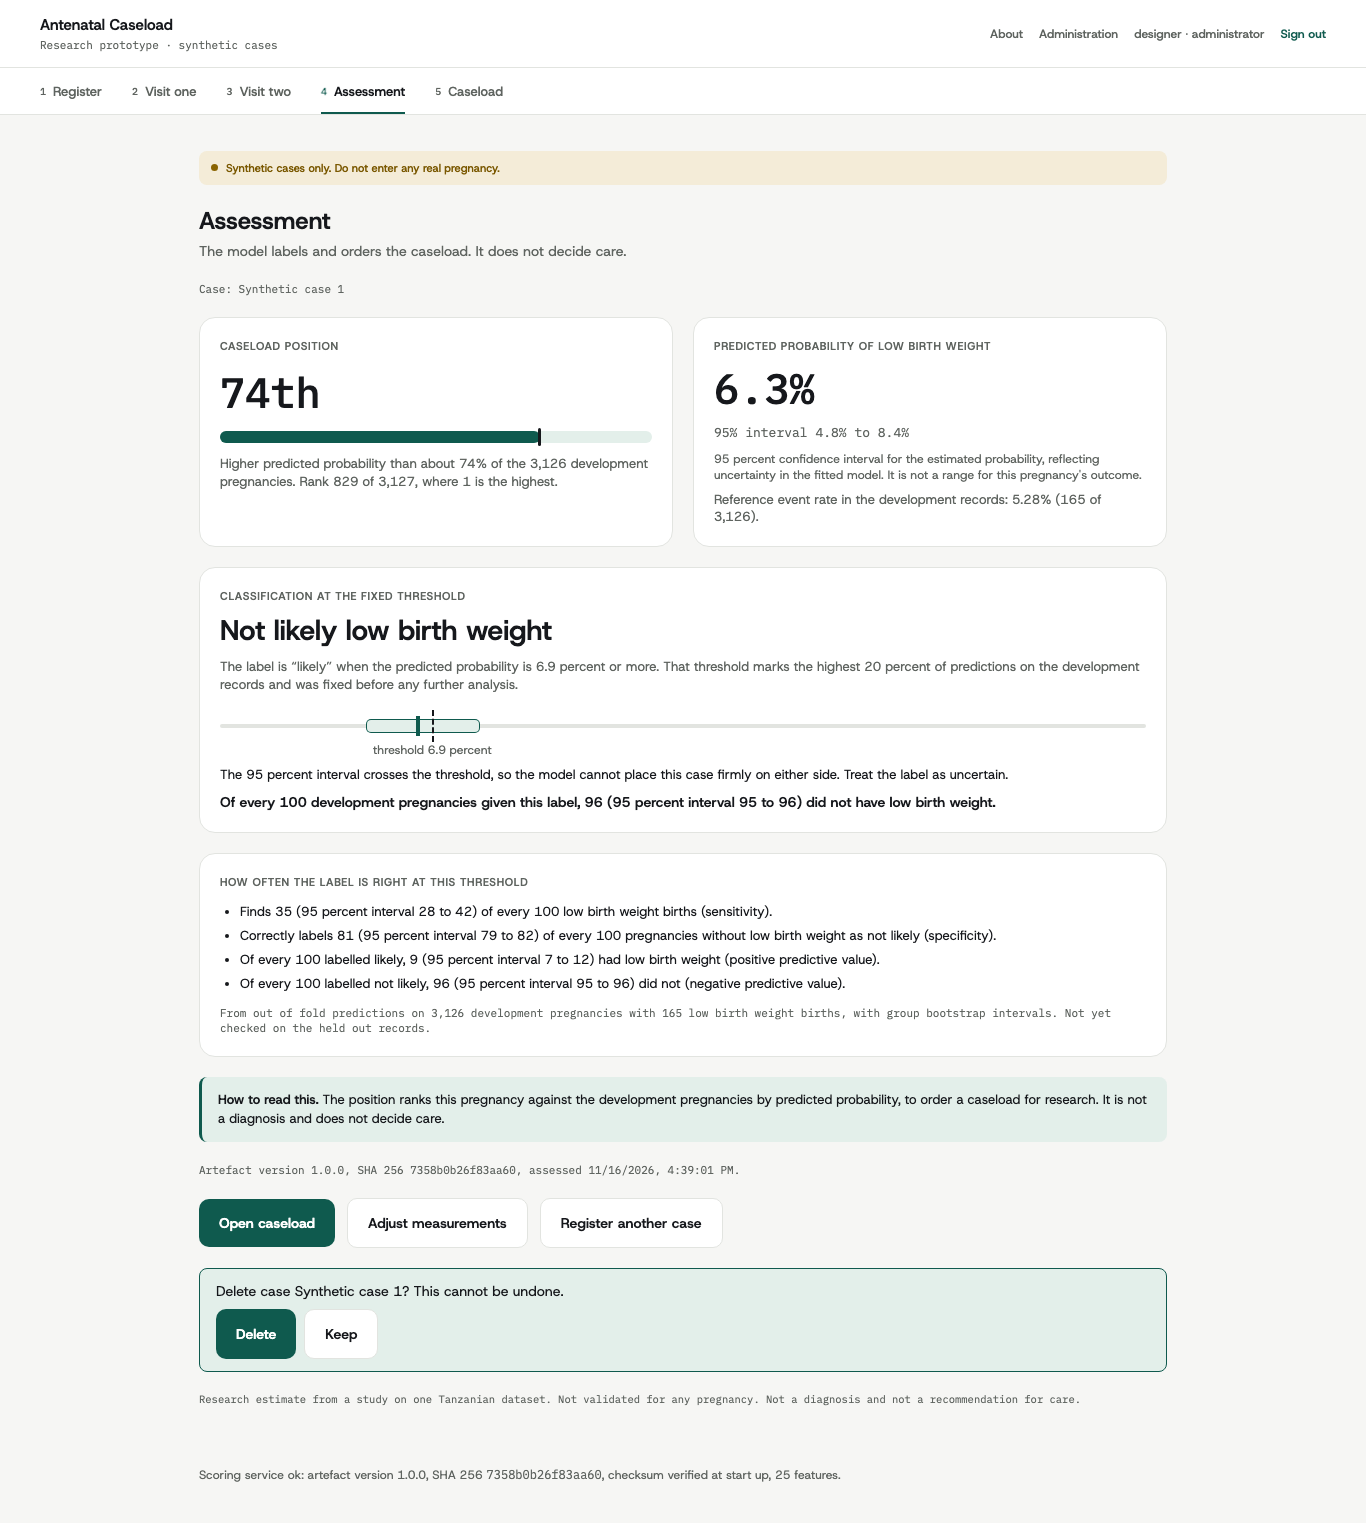 Antenatal Caseload
Research prototype · synthetic cases
About Administration designer · administrator Sign out
1 Register 2 Visit one 3 Visit two 4 Assessment 5 Caseload
Synthetic cases only. Do not enter any real pregnancy.
Assessment
The model labels and orders the caseload. It does not decide care.
Case: Synthetic case 1
CASELOAD POSITION
74th
Higher predicted probability than about 74% of the 3,126 development
pregnancies. Rank 829 of 3,127, where 1 is the highest.
PREDICTED PROBABILITY OF LOW BIRTH WEIGHT
6.3%
95% interval 4.8% to 8.4%
95 percent confidence interval for the estimated probability, reflecting
uncertainty in the fitted model. It is not a range for this pregnancy's outcome.
Reference event rate in the development records: 5.28% (165 of
3,126).
CLASSIFICATION AT THE FIXED THRESHOLD
Not likely low birth weight
The label is “likely” when the predicted probability is 6.9 percent or more. That threshold marks the highest 20 percent of predictions on the development
records and was fixed before any further analysis.
threshold 6.9 percent
The 95 percent interval crosses the threshold, so the model cannot place this case firmly on either side. Treat the label as uncertain.
Of every 100 development pregnancies given this label, 96 (95 percent interval 95 to 96) did not have low birth weight.
HOW OFTEN THE LABEL IS RIGHT AT THIS THRESHOLD
• Finds 35 (95 percent interval 28 to 42) of every 100 low birth weight births (sensitivity).
• Correctly labels 81 (95 percent interval 79 to 82) of every 100 pregnancies without low birth weight as not likely (specificity).
• Of every 100 labelled likely, 9 (95 percent interval 7 to 12) had low birth weight (positive predictive value).
• Of every 100 labelled not likely, 96 (95 percent interval 95 to 96) did not (negative predictive value).
From out of fold predictions on 3,126 development pregnancies with 165 low birth weight births, with group bootstrap intervals. Not yet
checked on the held out records.
How to read this. The position ranks this pregnancy against the development pregnancies by predicted probability, to order a caseload for research. It is not
a diagnosis and does not decide care.
Artefact version 1.0.0, SHA 256 7358b0b26f83aa60, assessed 11/16/2026, 4:39:01 PM.
Open caseload Adjust measurements Register another case
Delete case Synthetic case 1? This cannot be undone.
Delete Keep
Research estimate from a study on one Tanzanian dataset. Not validated for any pregnancy. Not a diagnosis and not a recommendation for care.
Scoring service ok: artefact version 1.0.0, SHA 256 7358b0b26f83aa60, checksum verified at start up, 25 features.